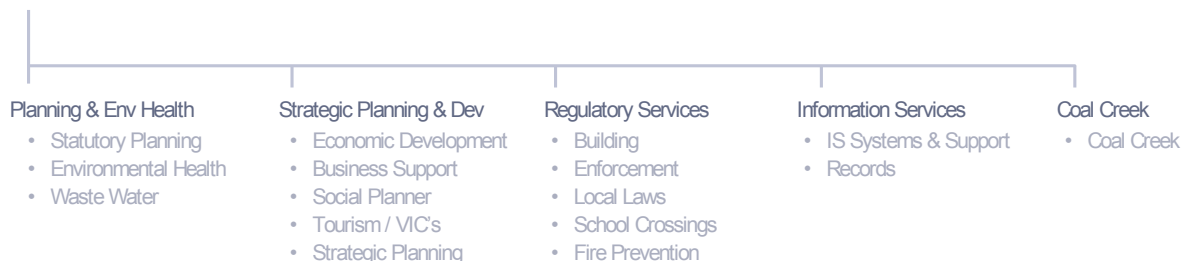 Planning & Env Health
• Statutory Planning
• Environmental Health
• Waste Water
Strategic Planning & Dev
• Economic Development
• Business Support
• Social Planner
• Tourism / VIC's
• Strategic Planning
Regulatory Services
• Building
• Enforcement
• Local Laws
• School Crossings
• Fire Prevention
Information Services
• IS Systems & Support
• Records
Coal Creek
• Coal Creek